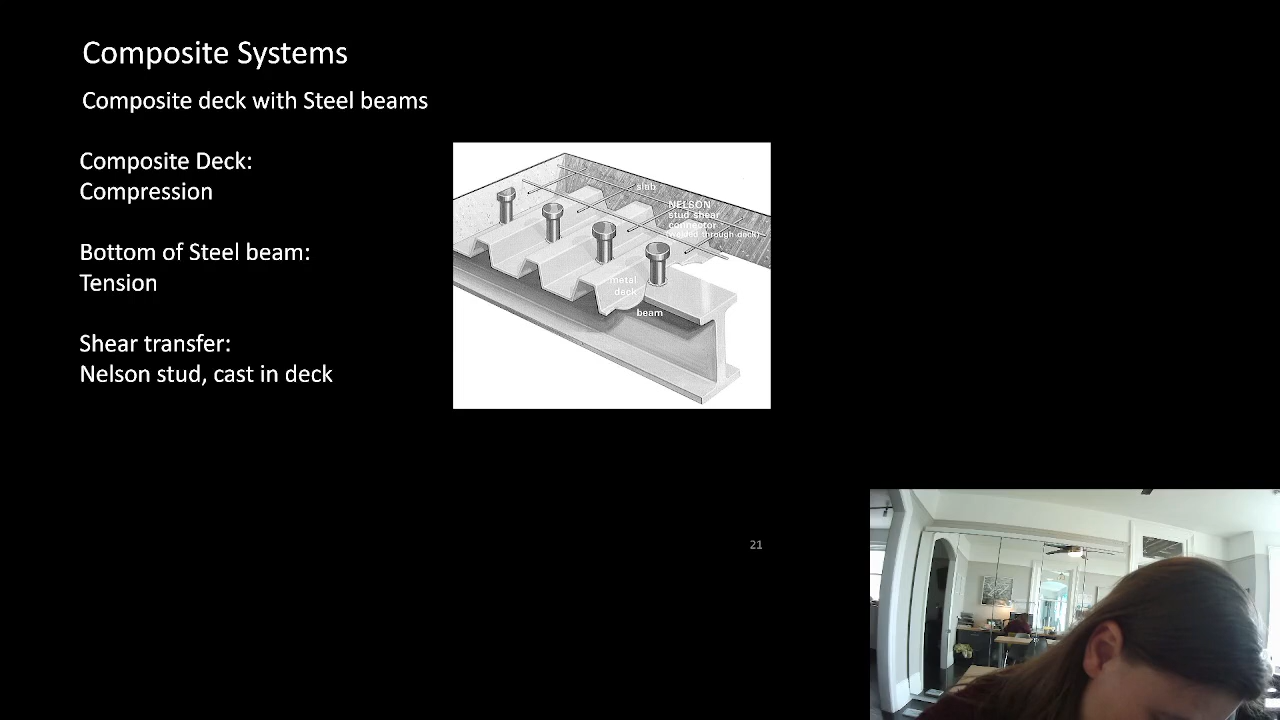 Composite Systems
Composite deck with Steel beams
Composite Deck:
Compression
Bottom of Steel beam:
Tension
Shear transfer:
Nelson stud, cast in deck
slub
NELSON
stud shear
connector
(welded through deck)
metal
deck
beam
21